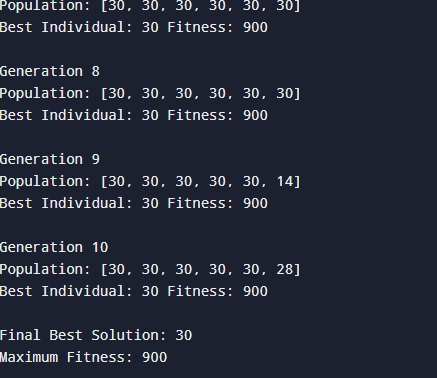 Population: [30, 30, 30, 30, 30, 30]
Best Individual: 30 Fitness: 900
Generation 8
Population: [30, 30, 30, 30, 30, 30]
Best Individual: 30 Fitness: 900
Generation 9
Population: [30, 30, 30, 30, 30, 14]
Best Individual: 30 Fitness: 900
Generation 10
Population: [30, 30, 30, 30, 30, 28]
Best Individual: 30 Fitness: 900
Final Best Solution: 30
Maximum Fitness: 900